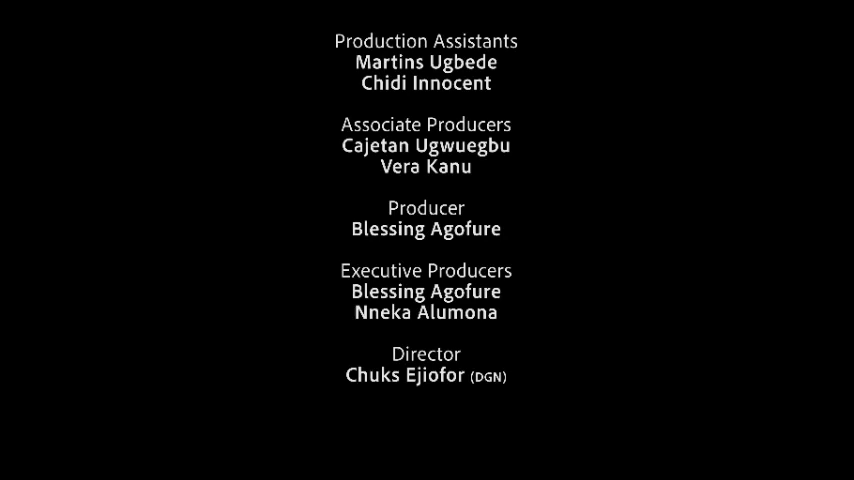 Production Assistants
Martins Ugbede
Chidi Innocent
Associate Producers
Cajetan Ugwuegbu
Vera Kanu
Producer
Blessing Agofure
Executive Producers
Blessing Agofure
Nneka Alumona
Director
Chuks Ejiofor (DGN)